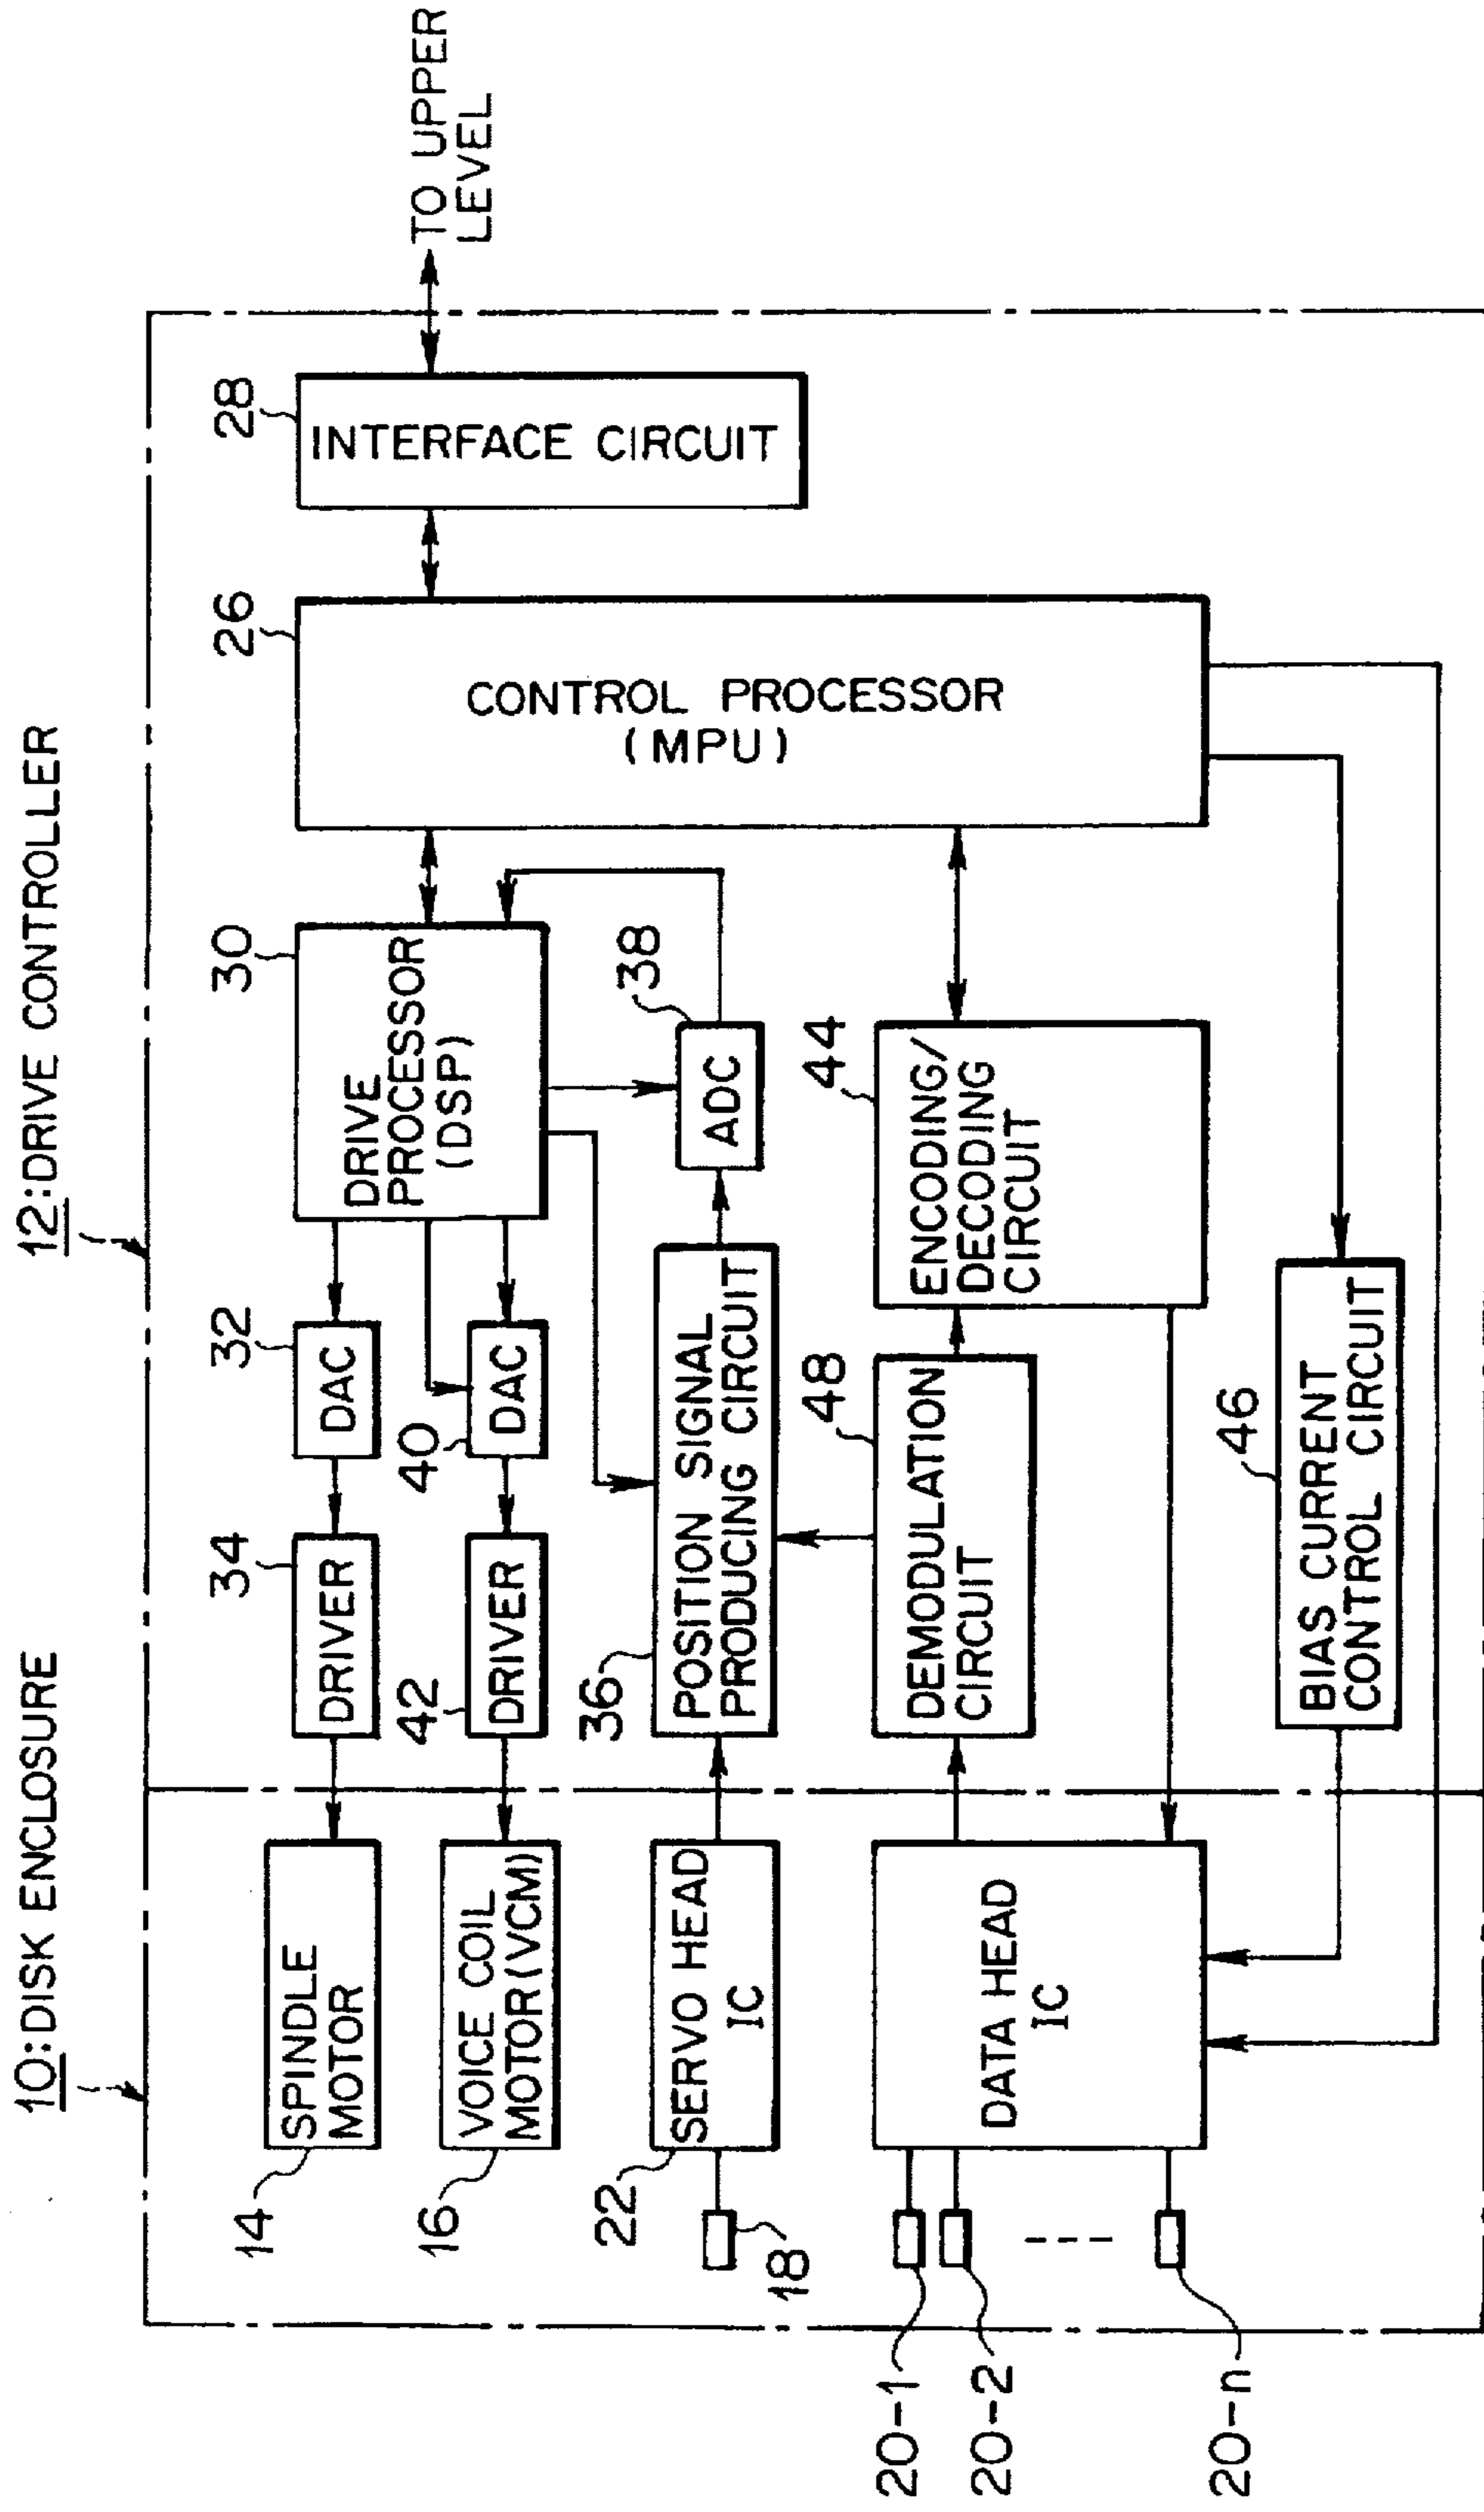 10:DISK ENCLOSURE
12:DRIVE CONTROLLER
14
SPINDLE
MOTOR
34
DRIVER
32
DAC
30
DRIVE
PROCESSOR
(DSP)
26
CONTROL PROCESSOR
(MPU)
28
INTERFACE CIRCUIT
TO UPPER
LEVEL
16
VOICE COIL
MOTOR(VCM)
42
DRIVER
40
DAC
22
SERVO HEAD
IC
18
36
POSITION SIGNAL
PRODUCING CIRCUIT
38
ADC
20-1
20-2
20-n
DATA HEAD
IC
48
DEMODULATION
CIRCUIT
44
ENCODING/
DECODING
CIRCUIT
46
BIAS CURRENT
CONTROL CIRCUIT